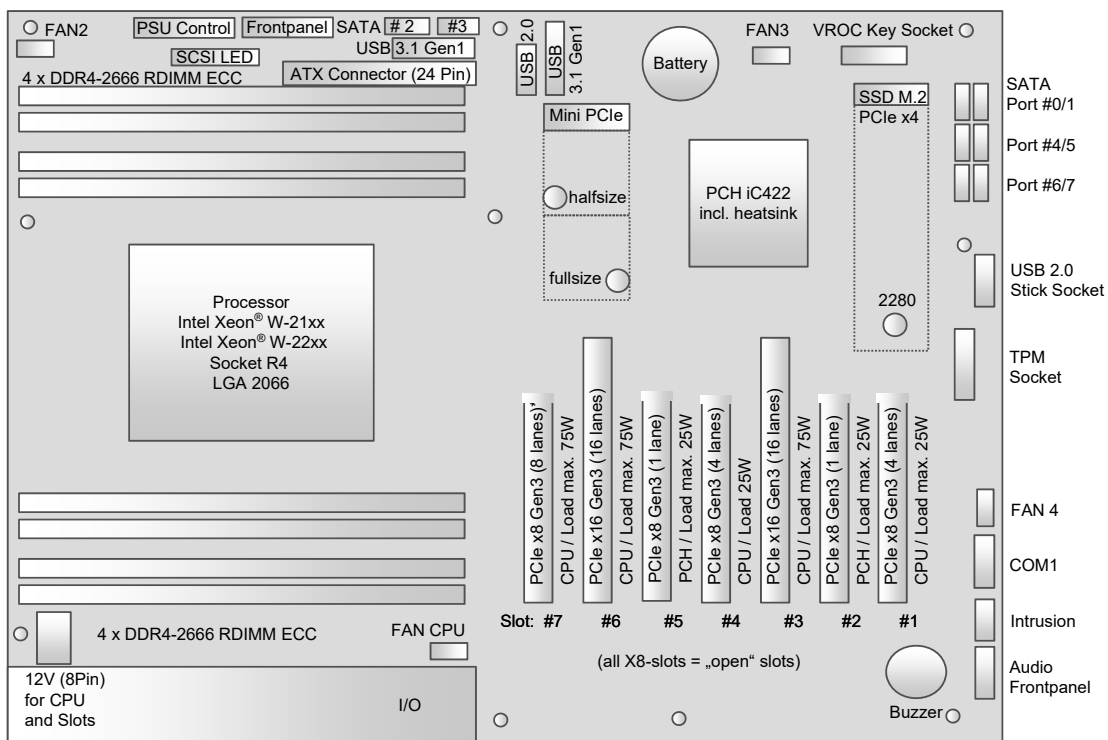 FAN2
PSU Control
Frontpanel
SATA
# 2
#3
USB 3.1 Gen1
SCSI LED
4 x DDR4-2666 RDIMM ECC
ATX Connector (24 Pin)
USB 2.0
USB
3.1 Gen1
Battery
FAN3
VROC Key Socket
Mini PCIe
halfsize
fullsize
PCH iC422
incl. heatsink
SSD M.2
PCIe x4
2280
SATA
Port #0/1
Port #4/5
Port #6/7
USB 2.0
Stick Socket
TPM
Socket
Processor
Intel Xeon® W-21xx
Intel Xeon® W-22xx
Socket R4
LGA 2066
PCIe x8 Gen3 (8 lanes)*
CPU / Load max. 75W
PCIe x16 Gen3 (16 lanes)
CPU / Load max. 75W
PCIe x8 Gen3 (1 lane)
PCH / Load max. 25W
PCIe x8 Gen3 (4 lanes)
CPU 25W
PCIe x16 Gen3 (16 lanes)
CPU / Load max. 75W
PCIe x8 Gen3 (1 lane)
PCH / Load max. 25W
PCIe x8 Gen3 (4 lanes)
CPU / Load max. 25W
Slot: #7 #6 #5 #4 #3 #2 #1
(all X8-slots = „open“ slots)
FAN 4
COM1
Intrusion
Audio
Frontpanel
Buzzer
4 x DDR4-2666 RDIMM ECC
FAN CPU
12V (8Pin)
for CPU
and Slots
I/O